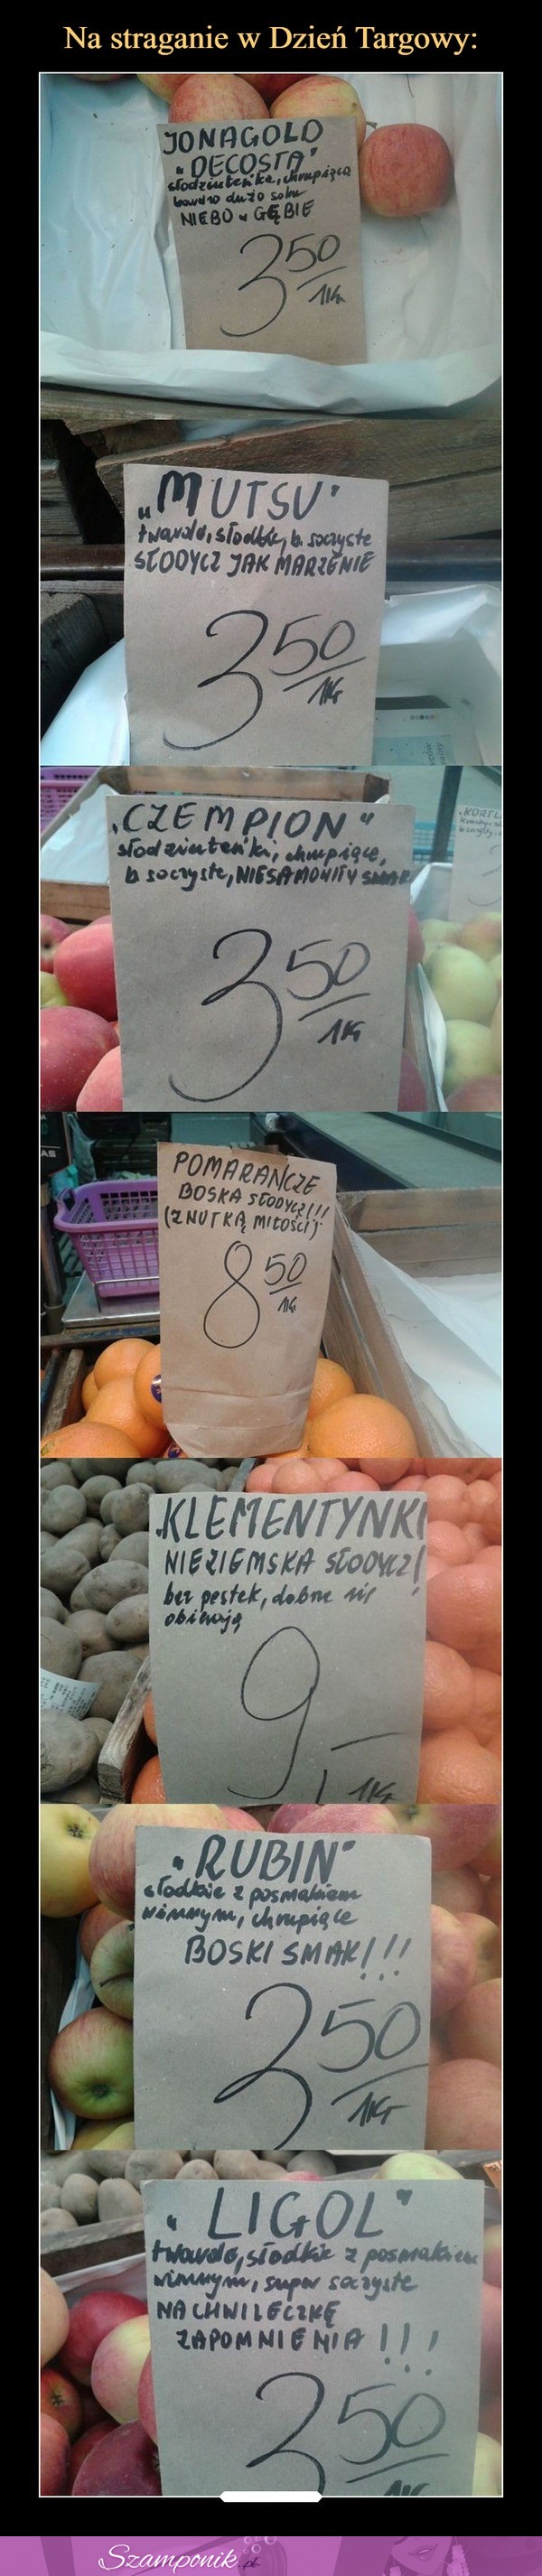 Na straganie w Dzień Targowy:
JONAGOLD
"DECOSTA"
słodziuteńka, chrupiąca
bardzo dużo soku
NIEBO w GĘBIE
3 50
1KG
"MUTSU"
twarde, słodkie, b. soczyste
SŁODYCZ JAK MARZENIE
3 50
1KG
"CZEMPION"
słodziuteńki, chrupiące,
b soczyste, NIESAMOWITY SMAK
3 50
1KG
POMARAŃCZE
BOSKA SŁODYCZ!!!
(Z NUTKĄ MIŁOŚCI)
8 50
1KG
KLEMENTYNKI
NIEZIEMSKA SŁODYCZ!
bez pestek, dobrze się
obierają
9,-
1KG
"RUBIN"
słodkie z posmakiem
winnym, chrupiące
BOSKI SMAK!!!
3 50
1KG
"LIGOL"
twarde, słodkie z posmakiem
winnym, super soczyste
NA CHWILECZKĘ
ZAPOMNIENIA!!!
3 50
1KG
Szamponik.pl